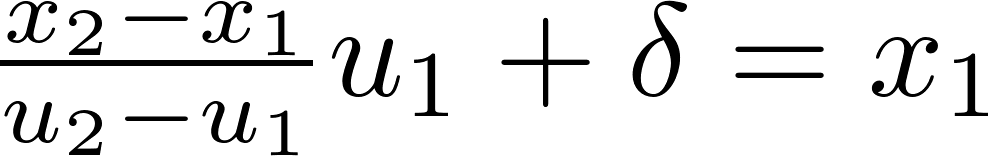 \frac{x_2-x_1}{u_2-u_1}u_1 + \delta = x_1